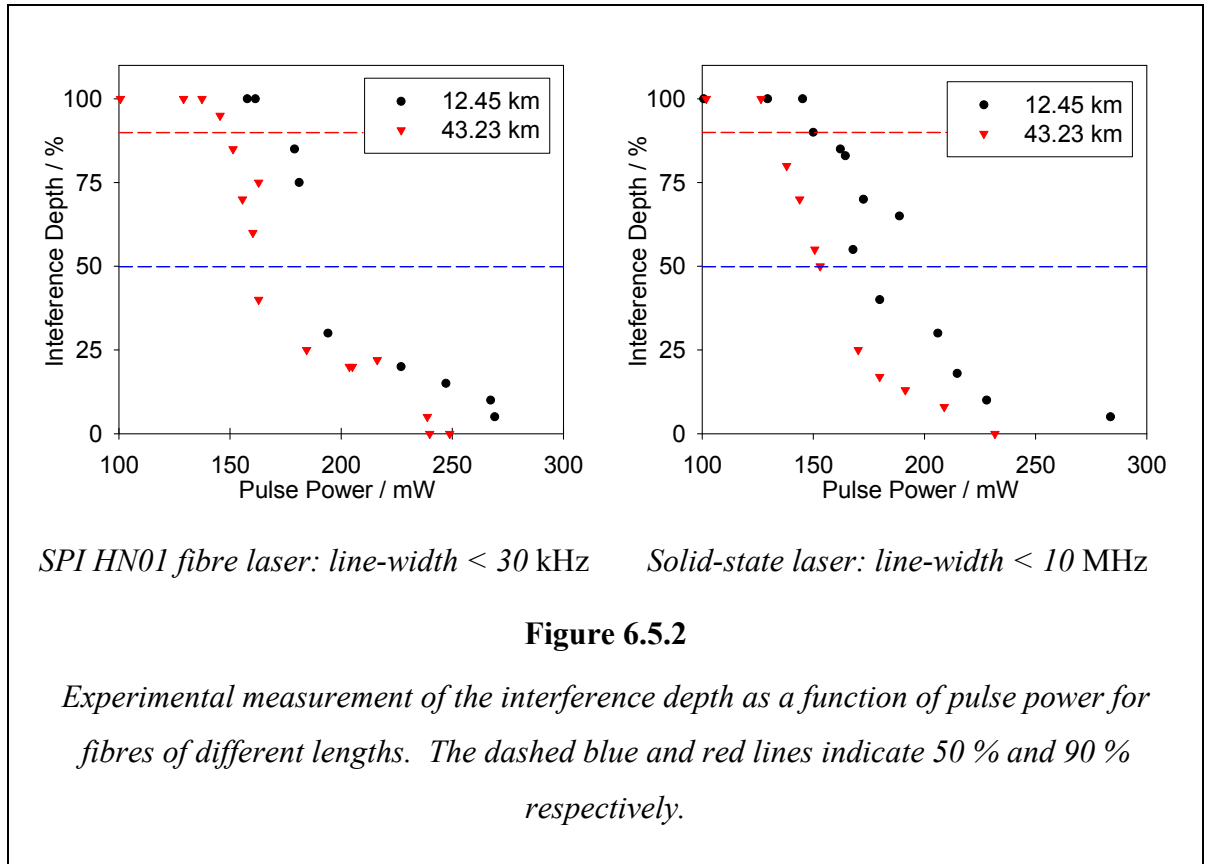 Inteference Depth / %
100
75
50
25
0
12.45 km
43.23 km
100 150 200 250 300
Pulse Power / mW
Inteference Depth / %
100
75
50
25
0
12.45 km
43.23 km
100 150 200 250 300
Pulse Power / mW
SPI HN01 fibre laser: line-width < 30 kHz
Solid-state laser: line-width < 10 MHz
Figure 6.5.2
Experimental measurement of the interference depth as a function of pulse power for
fibres of different lengths. The dashed blue and red lines indicate 50 % and 90 %
respectively.